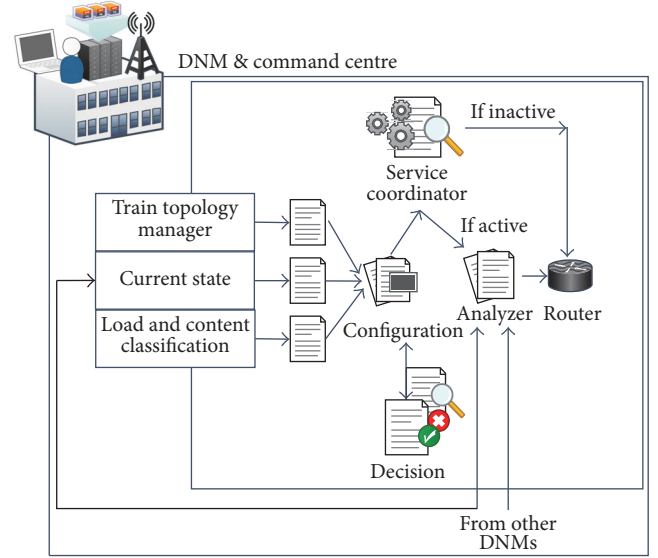 DNM & command centre
If inactive
Service
coordinator
Train topology
manager
If active
Current state
Load and content
classification
Configuration
Analyzer
Router
Decision
From other
DNMs